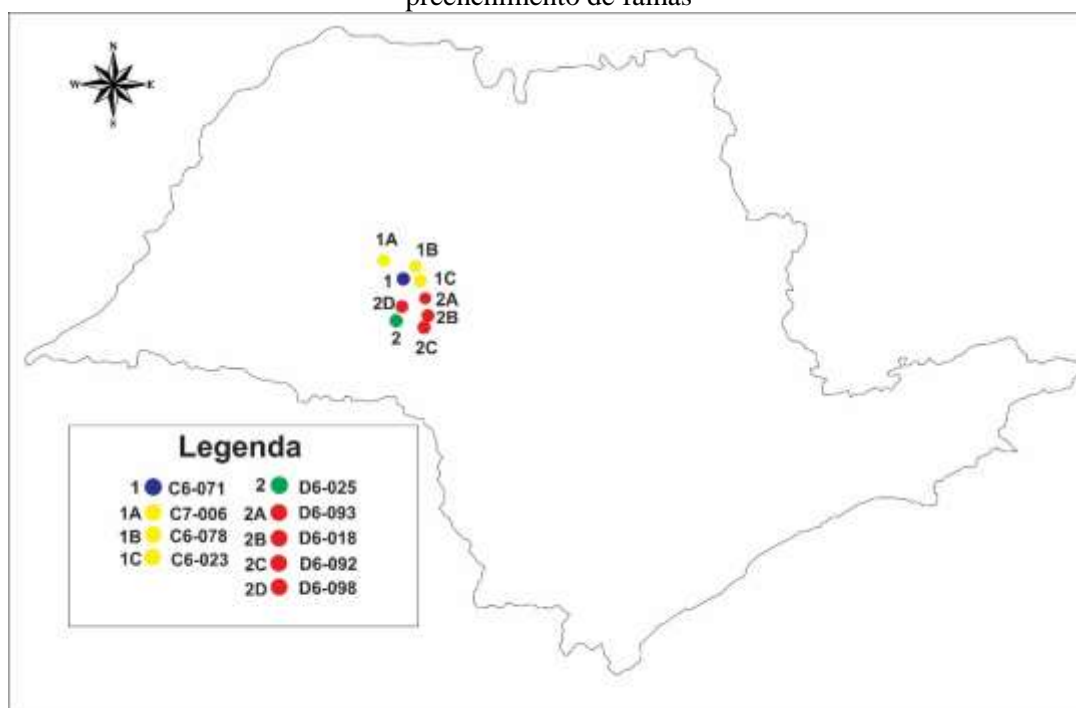 preenchimento de falhas
N
W E
S
1A
1B
1
1C
2D
2A
2B
2
2C
Legenda
1 C6-071
1A C7-006
1B C6-078
1C C6-023
2 D6-025
2A D6-093
2B D6-018
2C D6-092
2D D6-098